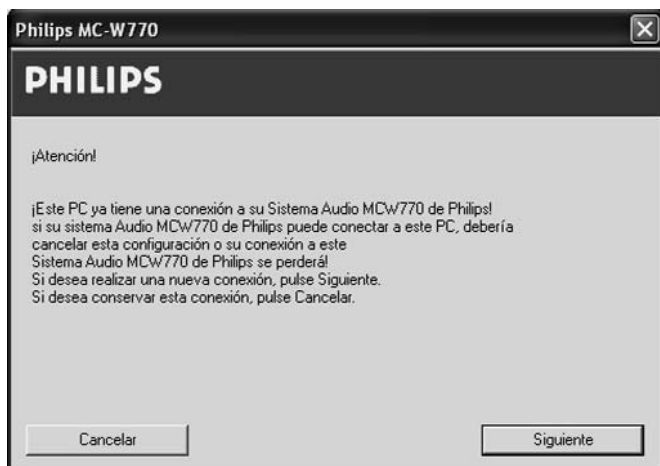 Philips MC-W770
PHILIPS
¡Atención!
¡Este PC ya tiene una conexión a su Sistema Audio MCW770 de Philips!
si su sistema Audio MCW770 de Philips puede conectar a este PC, debería
cancelar esta configuración o su conexión a este
Sistema Audio MCW770 de Philips se perderá!
Si desea realizar una nueva conexión, pulse Siguiente.
Si desea conservar esta conexión, pulse Cancelar.
Cancelar
Siguiente